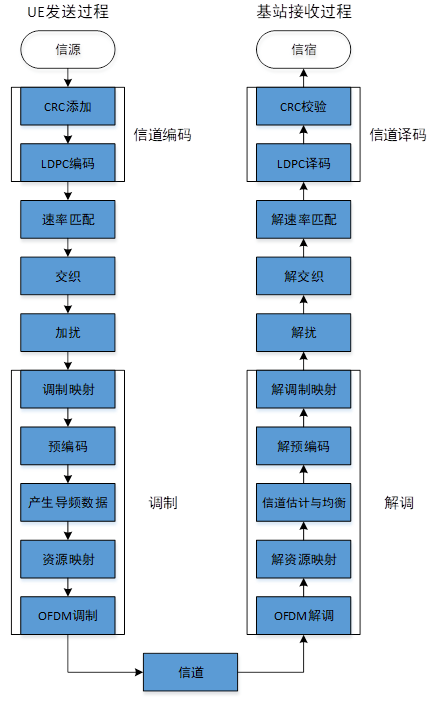 UE发送过程
信源
CRC添加
信道编码
LDPC编码
速率匹配
交织
加扰
调制映射
预编码
产生导频数据
调制
资源映射
OFDM调制
信道
基站接收过程
信宿
CRC校验
信道译码
LDPC译码
解速率匹配
解交织
解扰
解调制映射
解预编码
信道估计与均衡
解调
解资源映射
OFDM解调